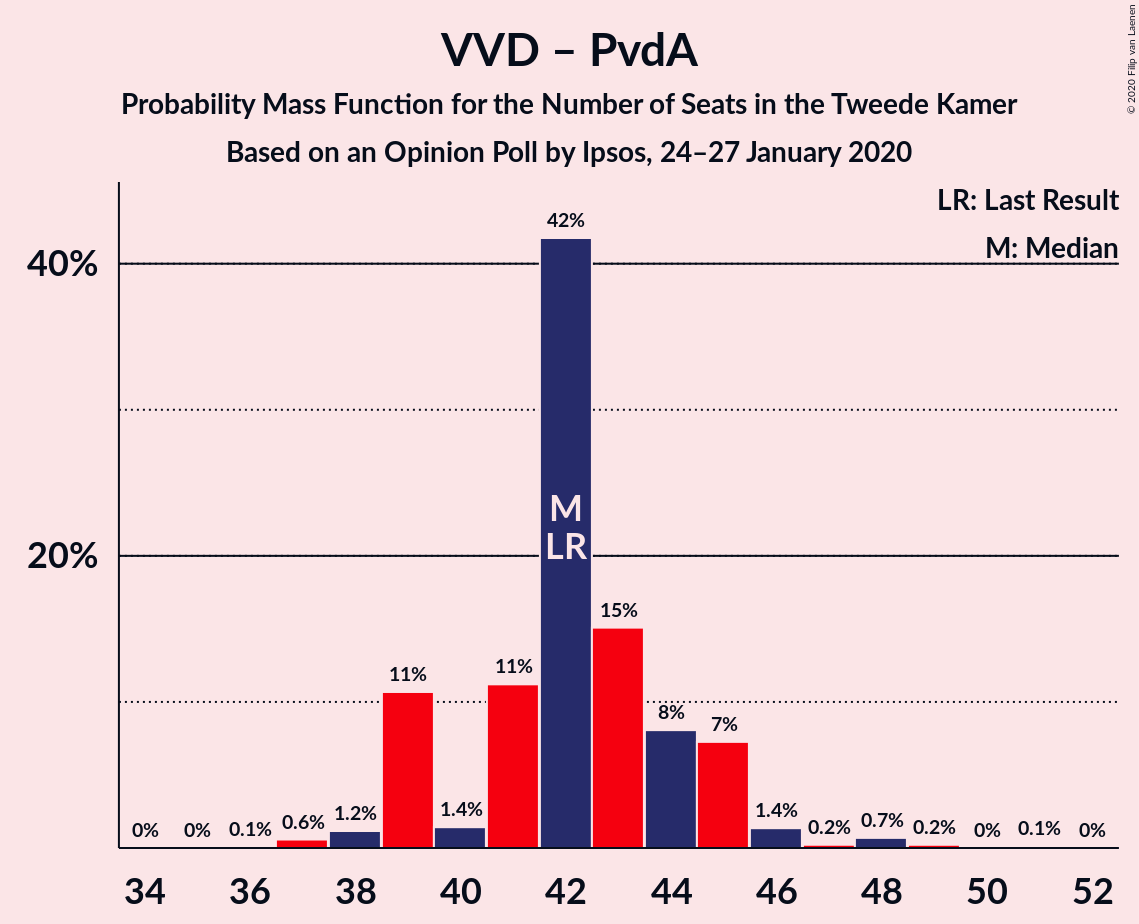 VVD – PvdA
Probability Mass Function for the Number of Seats in the Tweede Kamer
Based on an Opinion Poll by Ipsos, 24–27 January 2020
© 2020 Filip van Laenen
LR: Last Result
M: Median
40%
20%
0%
0%
0.1%
0.6%
1.2%
11%
1.4%
11%
42%
15%
8%
7%
1.4%
0.2%
0.7%
0.2%
0%
0.1%
0%
M
LR
34 36 38 40 42 44 46 48 50 52